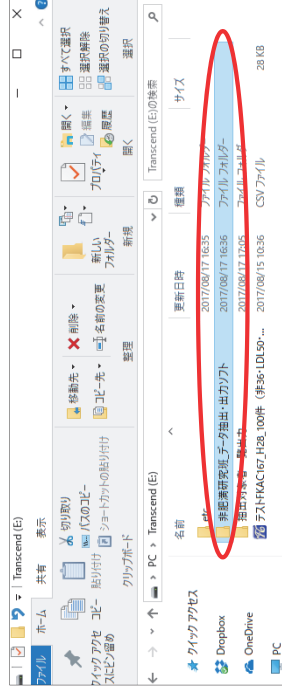 Transcend (E:)
ファイル ホーム 共有 表示
クイック アクセスにピン留め
コピー
貼り付け
切り取り
パスのコピー
ショートカットの貼り付け
クリップボード
移動先
コピー先
削除
名前の変更
整理
新しいフォルダー
新規
プロパティ
開く
編集
履歴
開く
すべて選択
選択解除
選択の切り替え
選択
PC > Transcend (E:)
Transcend (E:)の検索
クイック アクセス
Dropbox
OneDrive
PC
名前 更新日時 種類 サイズ
2017/08/17 16:35 ファイル フォルダー
非肥満研究班_データ抽出・出力ソフト 2017/08/17 16:36 ファイル フォルダー
2017/08/17 17:05 ファイル フォルダー
テストFKAC167_H28_100件（非36・LDL50・... 2017/08/15 10:36 CSV ファイル 28 KB